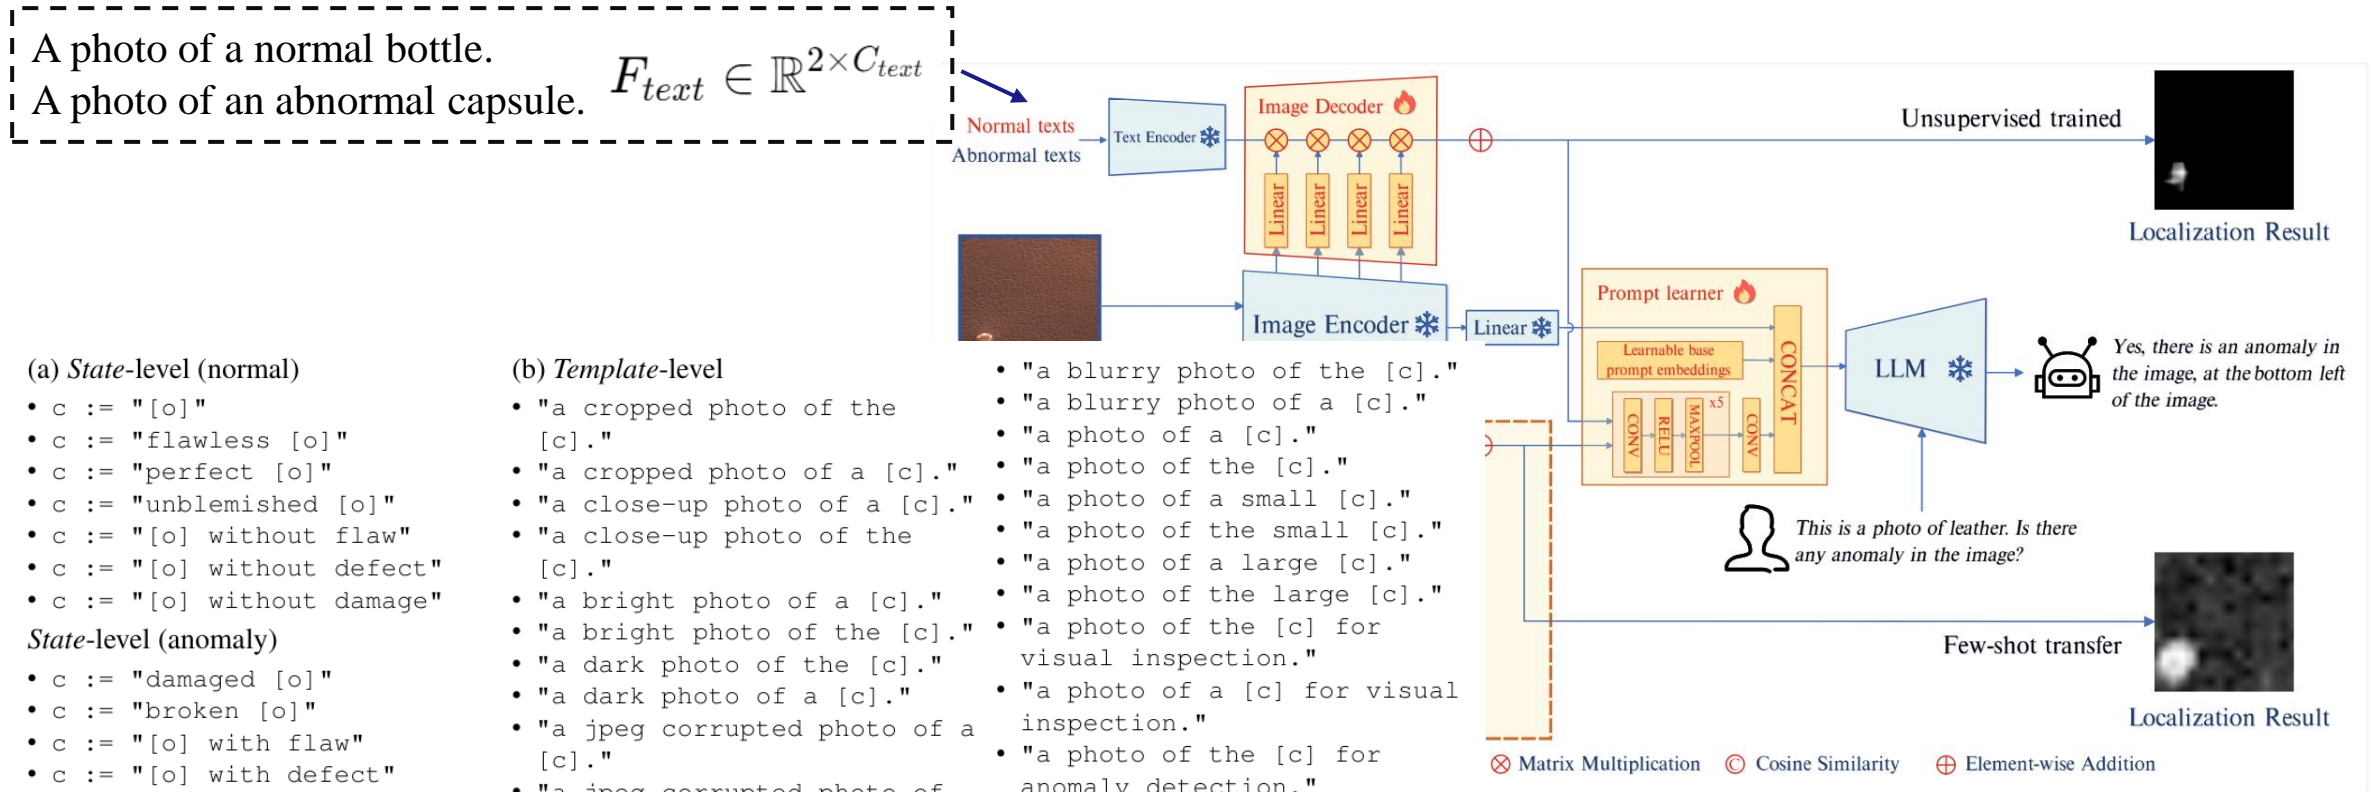 A photo of a normal bottle.
A photo of an abnormal capsule.
F_{text} ∈ ℝ^{2×C_{text}}
Normal texts
Abnormal texts
Text Encoder
Image Decoder
Linear
Linear
Linear
Linear
Unsupervised trained
Localization Result
Image Encoder
Linear
Prompt learner
Learnable base
prompt embeddings
CONV
RELU
MAXPOOL
x5
CONV
CONCAT
LLM
Yes, there is an anomaly in
the image, at the bottom left
of the image.
This is a photo of leather. Is there
any anomaly in the image?
Few-shot transfer
Localization Result
⊗ Matrix Multiplication
© Cosine Similarity
⊕ Element-wise Addition
(a) State-level (normal)
• c := "[o]"
• c := "flawless [o]"
• c := "perfect [o]"
• c := "unblemished [o]"
• c := "[o] without flaw"
• c := "[o] without defect"
• c := "[o] without damage"
State-level (anomaly)
• c := "damaged [o]"
• c := "broken [o]"
• c := "[o] with flaw"
• c := "[o] with defect"
(b) Template-level
• "a cropped photo of the
[c]."
• "a cropped photo of a [c]."
• "a close-up photo of a [c]."
• "a close-up photo of the
[c]."
• "a bright photo of a [c]."
• "a bright photo of the [c]."
• "a dark photo of the [c]."
• "a dark photo of a [c]."
• "a jpeg corrupted photo of a
[c]."
• "a jpeg corrupted photo of
• "a blurry photo of the [c]."
• "a blurry photo of a [c]."
• "a photo of a [c]."
• "a photo of the [c]."
• "a photo of a small [c]."
• "a photo of the small [c]."
• "a photo of a large [c]."
• "a photo of the large [c]."
• "a photo of the [c] for
visual inspection."
• "a photo of a [c] for visual
inspection."
• "a photo of the [c] for
anomaly detection."